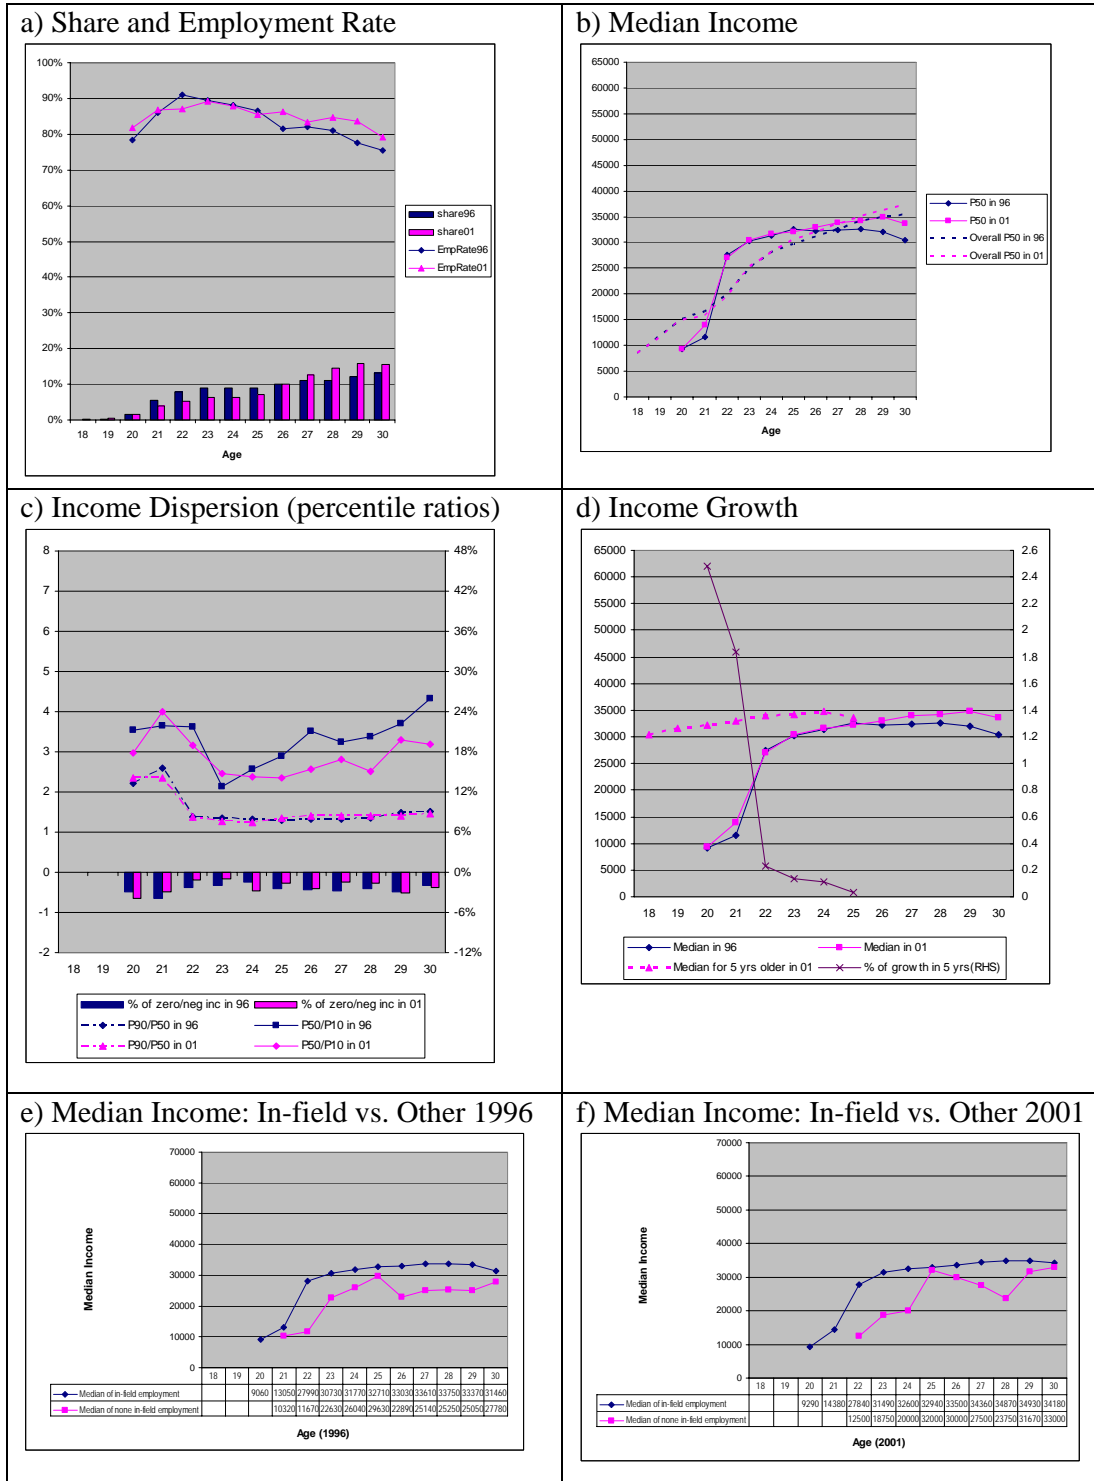 a) Share and Employment Rate
100%
90%
80%
70%
60%
50%
40%
30%
20%
10%
0%
18 19 20 21 22 23 24 25 26 27 28 29 30
Age
share96
share01
EmpRate96
EmpRate01
b) Median Income
65000
60000
55000
50000
45000
40000
35000
30000
25000
20000
15000
10000
5000
0
18 19 20 21 22 23 24 25 26 27 28 29 30
Age
P50 in 96
P50 in 01
Overall P50 in 96
Overall P50 in 01
c) Income Dispersion (percentile ratios)
8
7
6
5
4
3
2
1
0
-1
-2
48%
42%
36%
30%
24%
18%
12%
6%
0%
-6%
-12%
18 19 20 21 22 23 24 25 26 27 28 29 30
% of zero/neg inc in 96 % of zero/neg inc in 01
P90/P50 in 96 P50/P10 in 96
P90/P50 in 01 P50/P10 in 01
d) Income Growth
65000
60000
55000
50000
45000
40000
35000
30000
25000
20000
15000
10000
5000
0
2.6
2.4
2.2
2
1.8
1.6
1.4
1.2
1
0.8
0.6
0.4
0.2
0
18 19 20 21 22 23 24 25 26 27 28 29 30
Median in 96 Median in 01
Median for 5 yrs older in 01 % of growth in 5 yrs(RHS)
e) Median Income: In-field vs. Other 1996
Median Income
70000
60000
50000
40000
30000
20000
10000
0
18 19 20 21 22 23 24 25 26 27 28 29 30
Median of in-field employment 9060 13050 27990 30730 31770 32710 33030 33610 33750 33370 31460
Median of none in-field employment 10320 11670 22630 26040 29630 22890 25140 25250 25050 27780
Age (1996)
f) Median Income: In-field vs. Other 2001
Median Income
70000
60000
50000
40000
30000
20000
10000
0
18 19 20 21 22 23 24 25 26 27 28 29 30
Median of in-field employment 9290 14380 27840 31490 32600 32940 33500 34360 34870 34930 34180
Median of none in-field employment 12500 18750 20000 32000 30000 27500 23750 31670 33000
Age (2001)